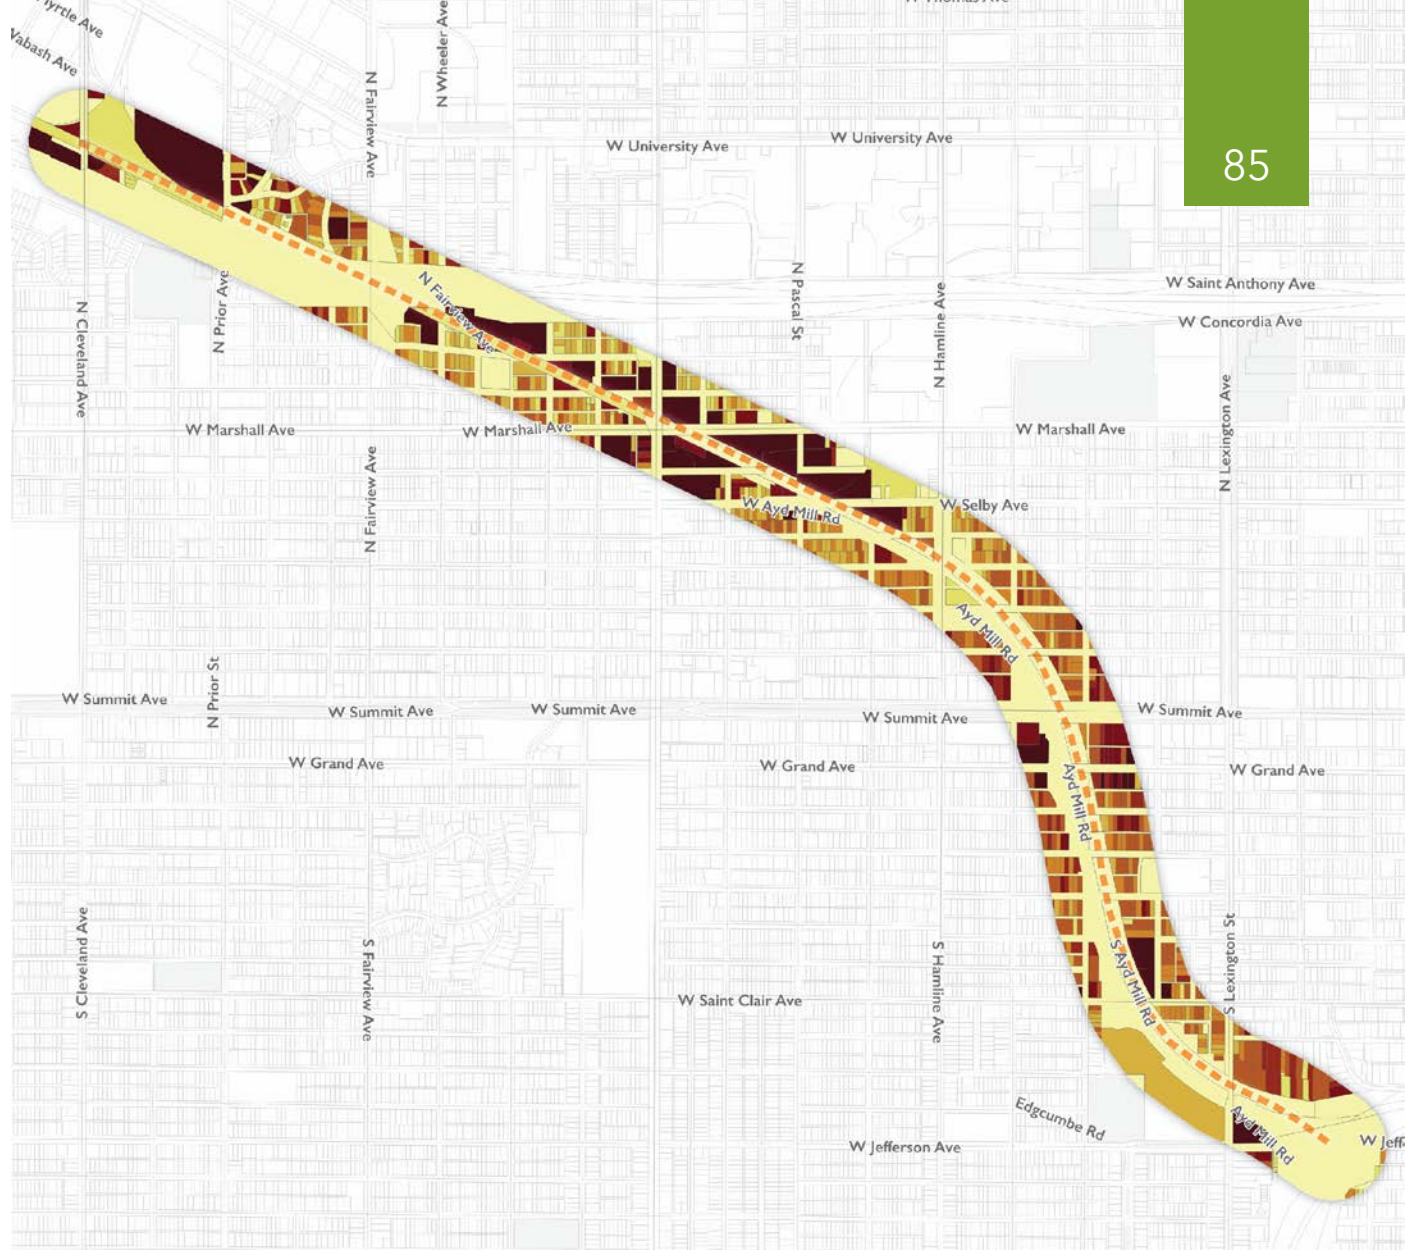 W Thomas Ave
Myrtle Ave
Wabash Ave
N Wheeler Ave
N Fairview Ave
W University Ave
W University Ave
85
N Prior Ave
N Cleveland Ave
N Fairview Ave
N Pascal St
N Hamline Ave
W Saint Anthony Ave
W Concordia Ave
N Lexington Ave
W Marshall Ave
W Marshall Ave
W Marshall Ave
N Fairview Ave
W Ayd Mill Rd
W Selby Ave
Ayd Mill Rd
N Prior St
W Summit Ave
W Summit Ave
W Summit Ave
W Summit Ave
W Summit Ave
W Grand Ave
W Grand Ave
W Grand Ave
Ayd Mill Rd
S Cleveland Ave
S Fairview Ave
S Hamline Ave
S Ayd Mill Rd
S Lexington St
W Saint Clair Ave
Edgcumbe Rd
Ayd Mill Rd
W Jefferson Ave
W Jeff